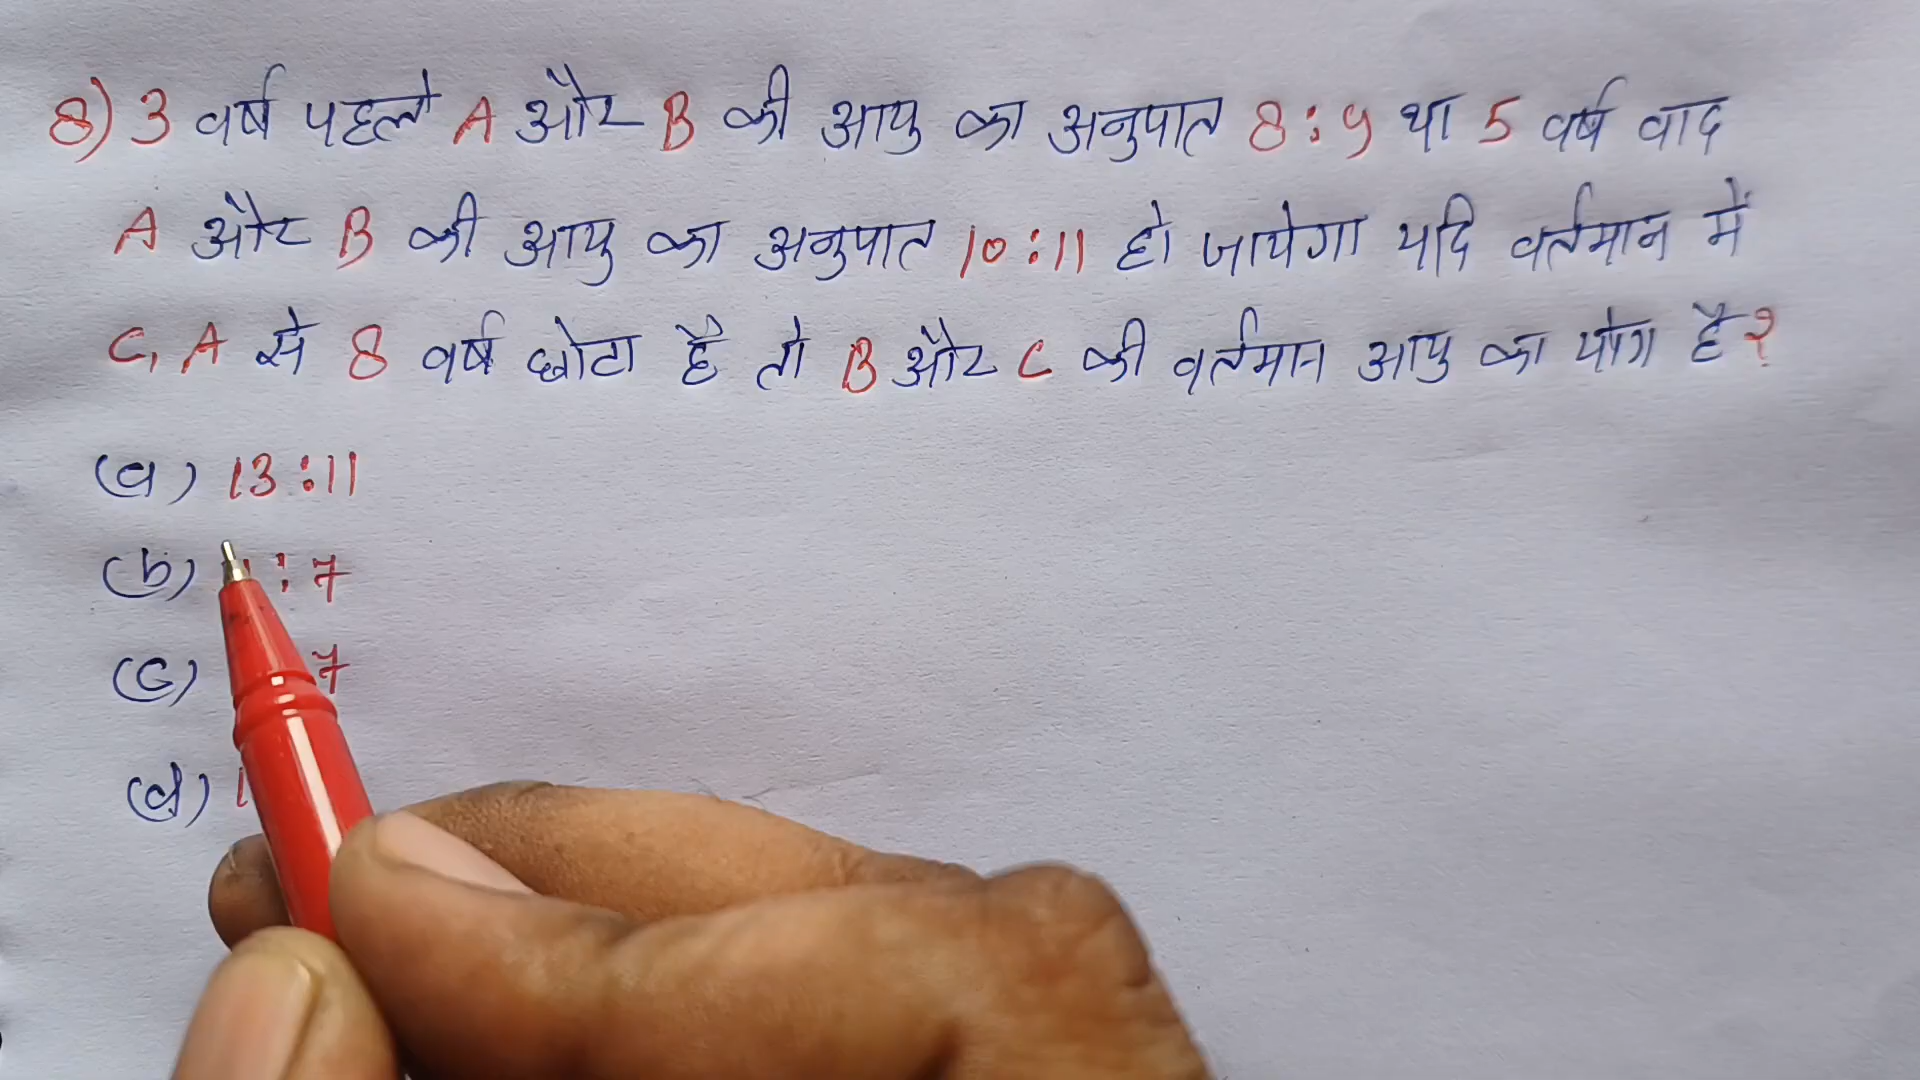 8) 3 वर्ष पहले A और B की आयु का अनुपात 8:9 था 5 वर्ष वाद
A और B की आयु का अनुपात 10:11 हो जायेगा यदि वर्तमान में
C, A से 8 वर्ष छोटा है तो B और C की वर्तमान आयु का योग है?
(a) 13:11
(b) : 7
(c) 7
(d) 1